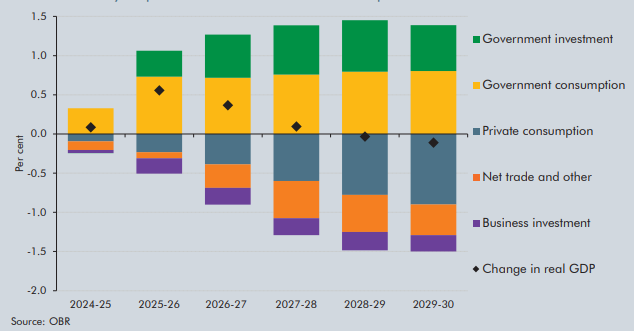 1.5
Government investment
1.0
Government consumption
0.5
Private consumption
0.0
Per cent
-0.5
Net trade and other
-1.0
Business investment
-1.5
Change in real GDP
-2.0
2024-25 2025-26 2026-27 2027-28 2028-29 2029-30
Source: OBR